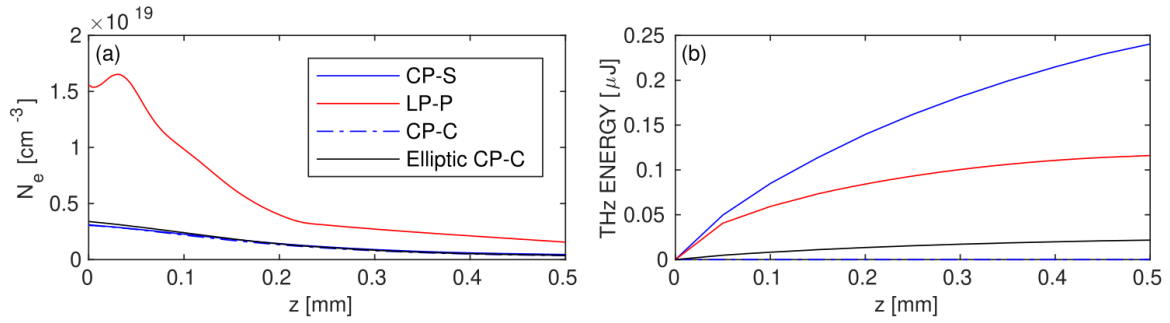 ×10 19
(a)
2
1.5
1
0.5
0
N e [cm -3]
CP-S
LP-P
CP-C
Elliptic CP-C
0 0.1 0.2 0.3 0.4 0.5
z [mm]
(b)
0.25
0.2
0.15
0.1
0.05
0
THz ENERGY [μJ]
0 0.1 0.2 0.3 0.4 0.5
z [mm]